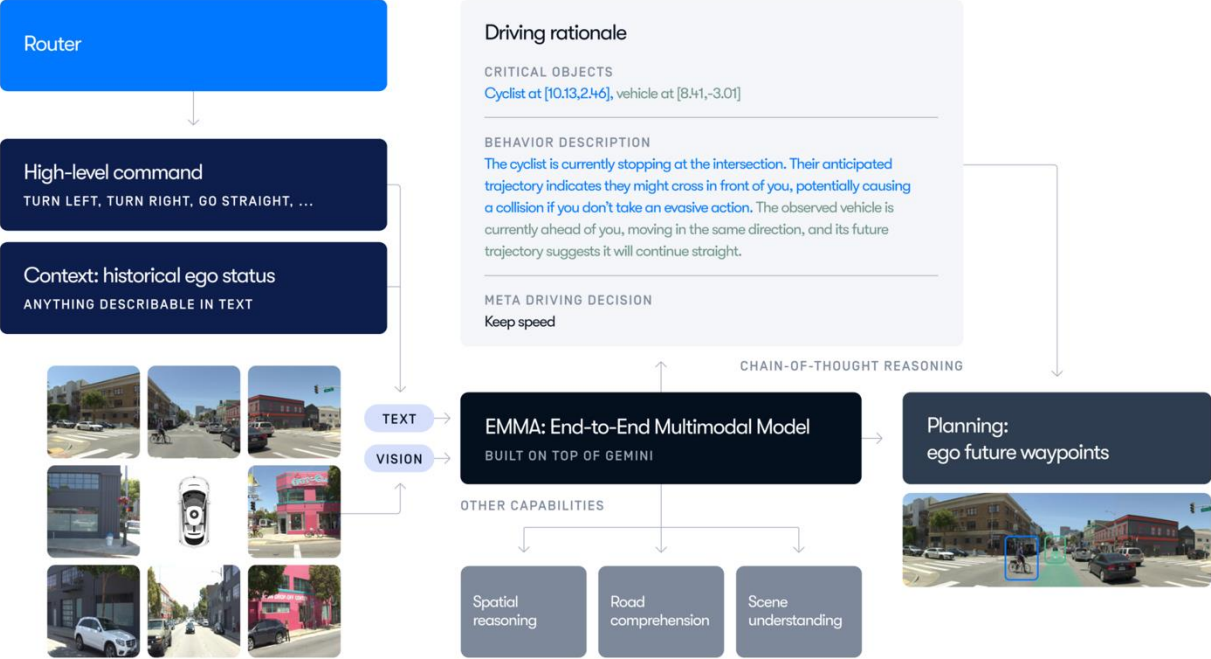 Router
High-level command
TURN LEFT, TURN RIGHT, GO STRAIGHT, ...
Context: historical ego status
ANYTHING DESCRIBABLE IN TEXT
Driving rationale
CRITICAL OBJECTS
Cyclist at [10.13,2.46], vehicle at [8.41,-3.01]
BEHAVIOR DESCRIPTION
The cyclist is currently stopping at the intersection. Their anticipated
trajectory indicates they might cross in front of you, potentially causing
a collision if you don't take an evasive action. The observed vehicle is
currently ahead of you, moving in the same direction, and its future
trajectory suggests it will continue straight.
META DRIVING DECISION
Keep speed
CHAIN-OF-THOUGHT REASONING
TEXT
VISION
EMMA: End-to-End Multimodal Model
BUILT ON TOP OF GEMINI
Planning:
ego future waypoints
OTHER CAPABILITIES
Spatial
reasoning
Road
comprehension
Scene
understanding